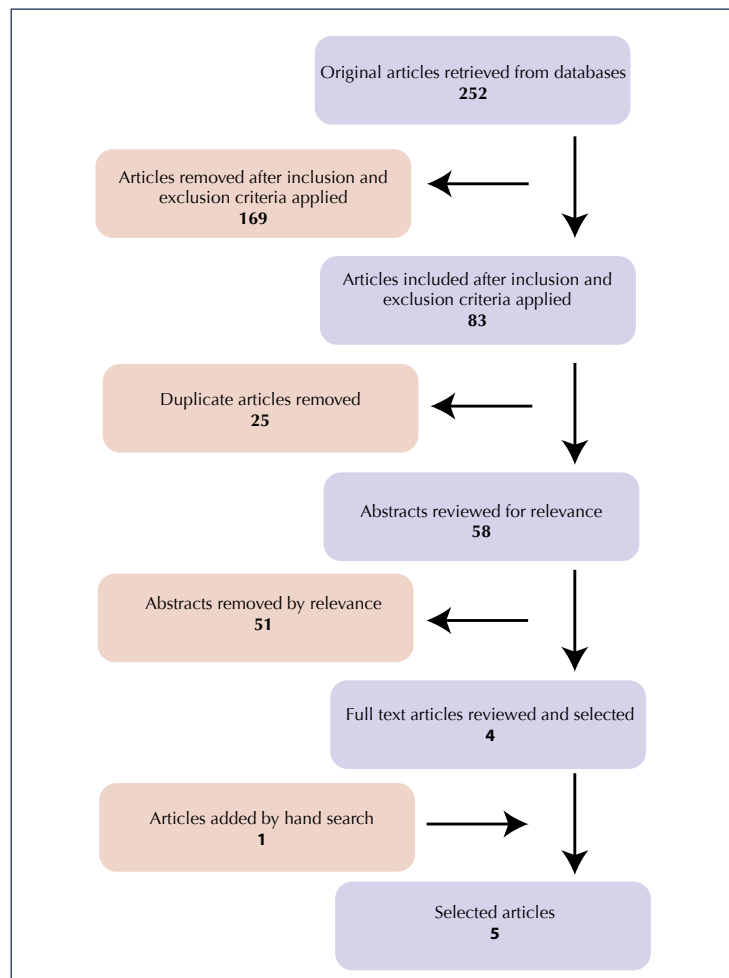 Original articles retrieved from databases
252
Articles removed after inclusion and
exclusion criteria applied
169
Articles included after inclusion and
exclusion criteria applied
83
Duplicate articles removed
25
Abstracts reviewed for relevance
58
Abstracts removed by relevance
51
Full text articles reviewed and selected
4
Articles added by hand search
1
Selected articles
5